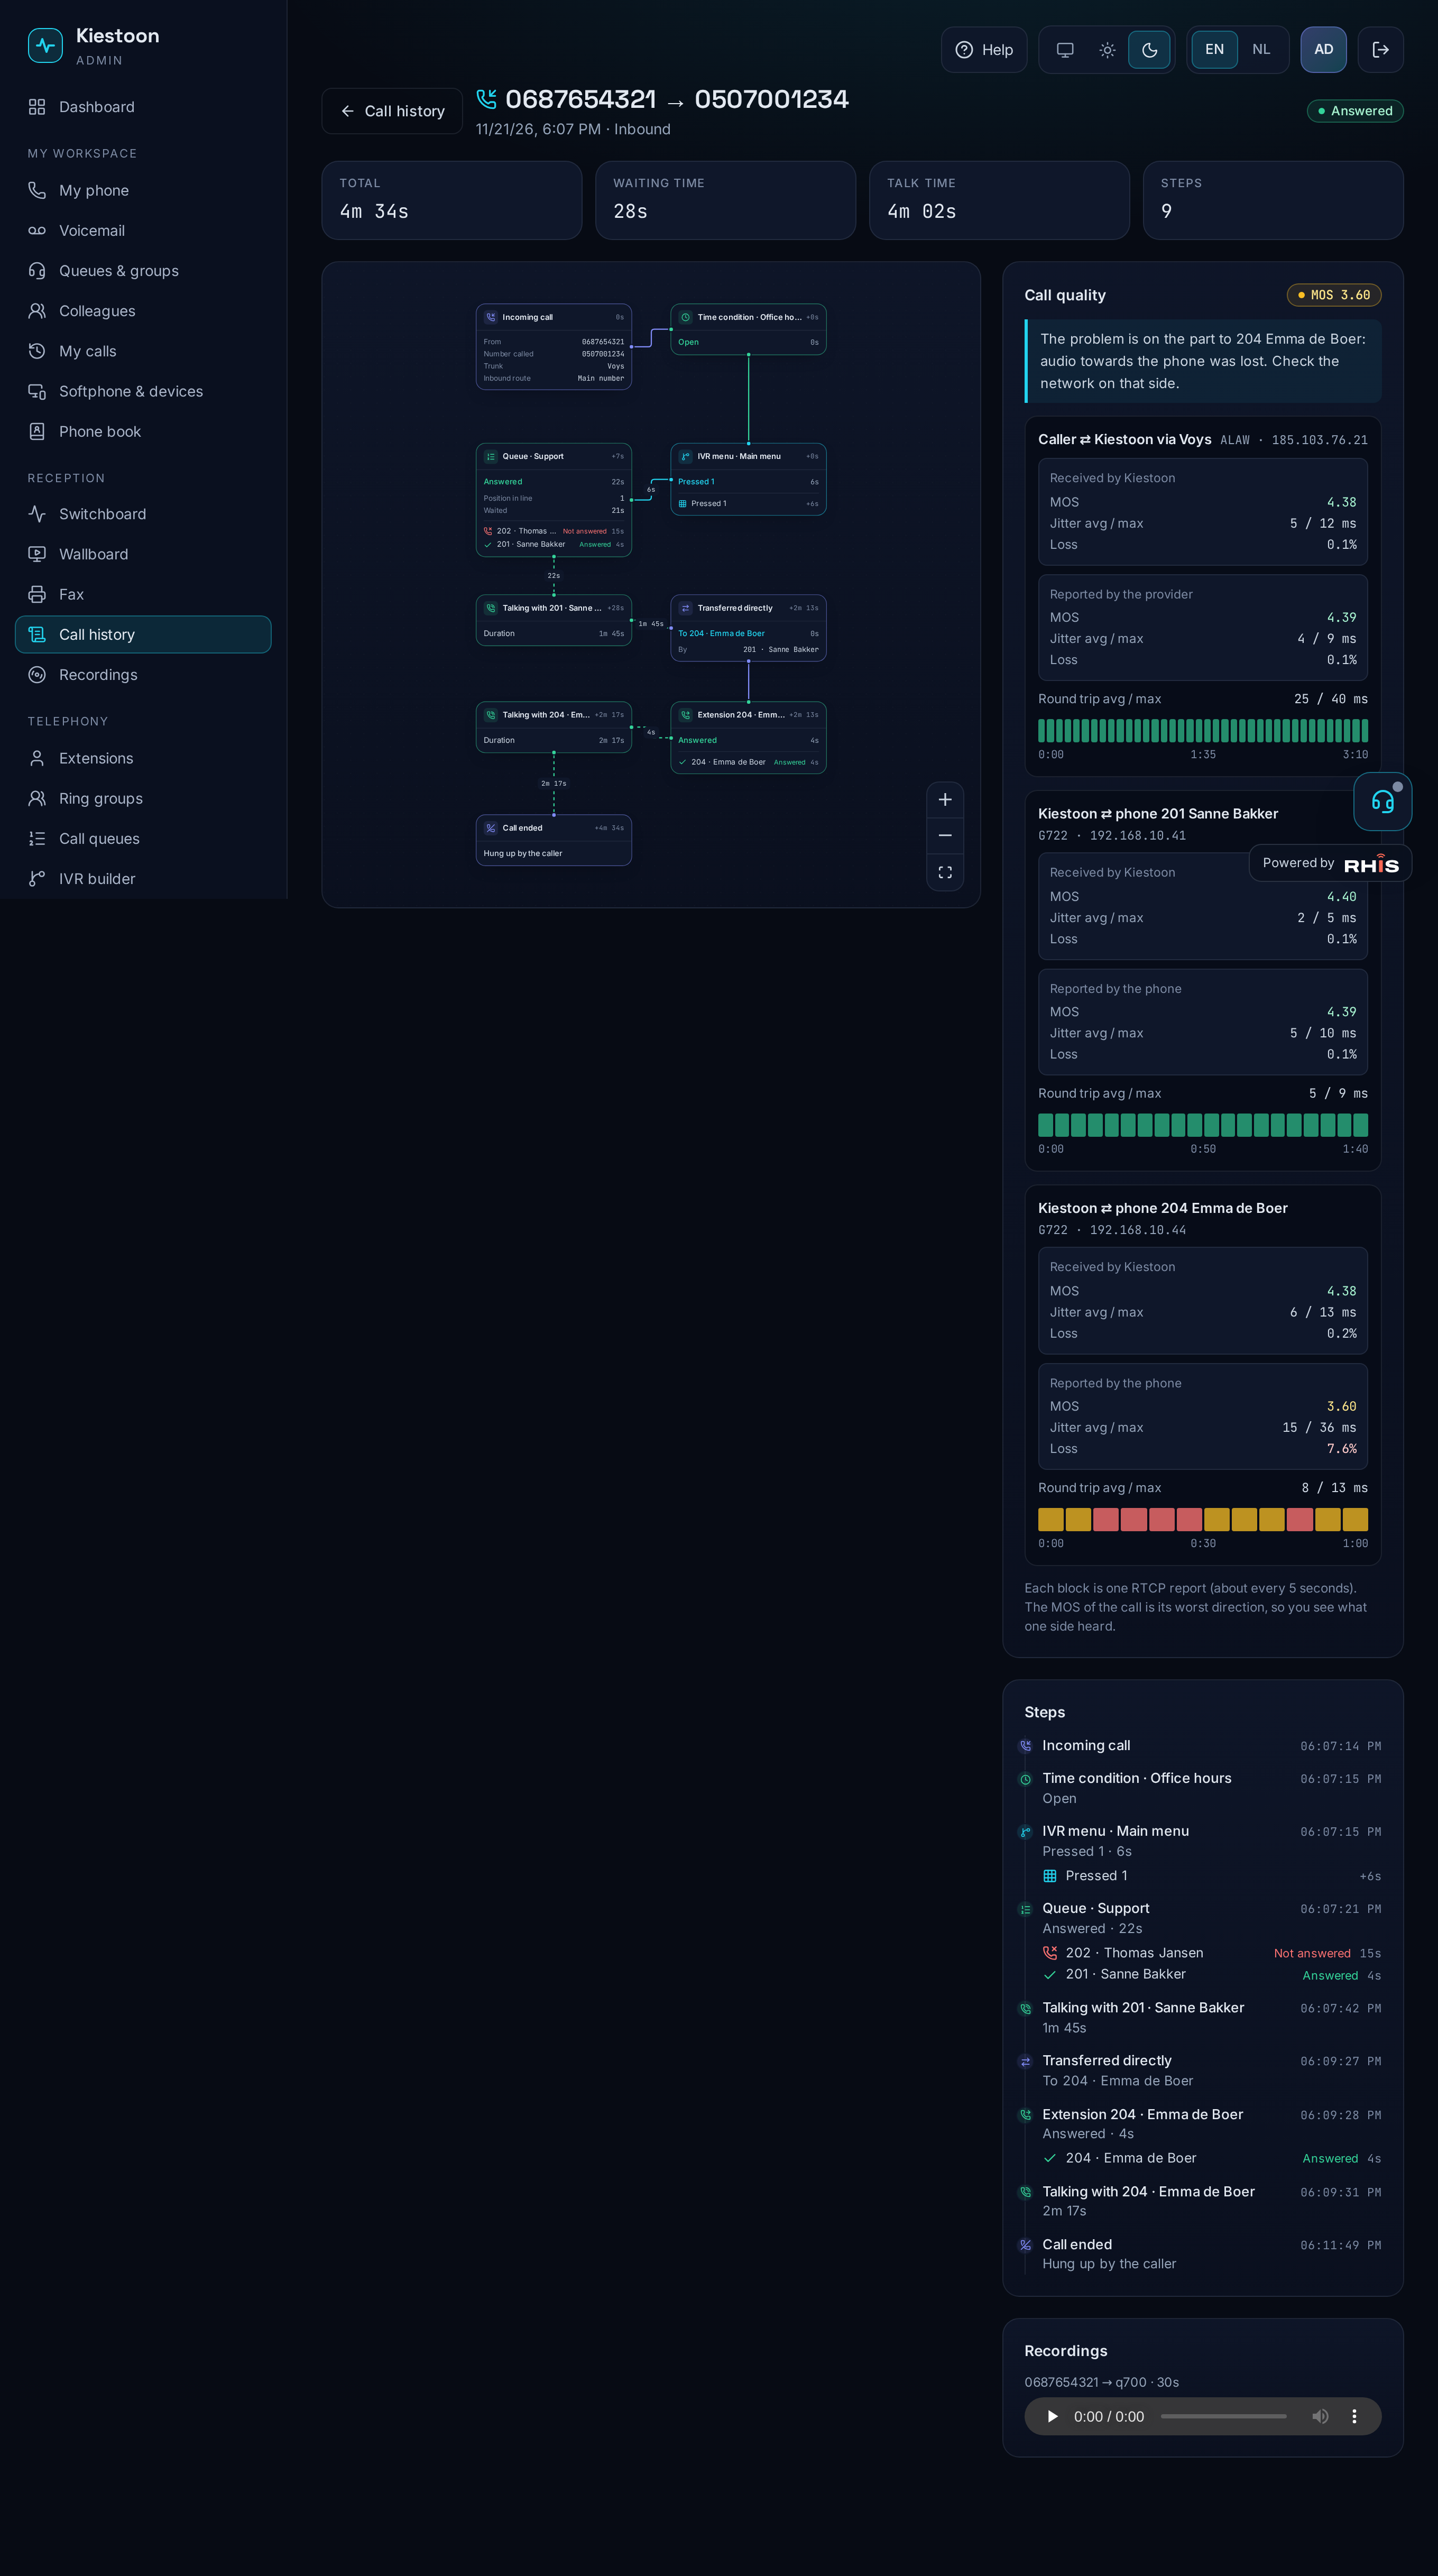 Kiestoon
ADMIN
Dashboard
MY WORKSPACE
My phone
Voicemail
Queues & groups
Colleagues
My calls
Softphone & devices
Phone book
RECEPTION
Switchboard
Wallboard
Fax
Call history
Recordings
TELEPHONY
Extensions
Ring groups
Call queues
IVR builder
Help
EN NL
AD
Call history
0687654321 → 0507001234
11/21/26, 6:07 PM · Inbound
Answered
TOTAL
4m 34s
WAITING TIME
28s
TALK TIME
4m 02s
STEPS
9
Incoming call 0s
From 0687654321
Number called 0507001234
Trunk Voys
Inbound route Main number
Time condition · Office ho... +0s
Open 0s
Queue · Support +7s
Answered 22s
Position in line 1
Waited 21s
202 · Thomas ... Not answered 15s
201 · Sanne Bakker Answered 4s
6s
IVR menu · Main menu +0s
Pressed 1 6s
Pressed 1 +6s
22s
Talking with 201 · Sanne ... +28s
Duration 1m 45s
1m 45s
Transferred directly +2m 13s
To 204 · Emma de Boer 0s
By 201 · Sanne Bakker
Talking with 204 · Em... +2m 17s
Duration 2m 17s
4s
Extension 204 · Emm... +2m 13s
Answered 4s
204 · Emma de Boer Answered 4s
2m 17s
Call ended +4m 34s
Hung up by the caller
Call quality
MOS 3.60
The problem is on the part to 204 Emma de Boer:
audio towards the phone was lost. Check the
network on that side.
Caller ⇄ Kiestoon via Voys ALAW · 185.103.76.21
Received by Kiestoon
MOS 4.38
Jitter avg / max 5 / 12 ms
Loss 0.1%
Reported by the provider
MOS 4.39
Jitter avg / max 4 / 9 ms
Loss 0.1%
Round trip avg / max 25 / 40 ms
0:00 1:35 3:10
Kiestoon ⇄ phone 201 Sanne Bakker
G722 · 192.168.10.41
Received by Kiestoon
Powered by RHiS
MOS 4.40
Jitter avg / max 2 / 5 ms
Loss 0.1%
Reported by the phone
MOS 4.39
Jitter avg / max 5 / 10 ms
Loss 0.1%
Round trip avg / max 5 / 9 ms
0:00 0:50 1:40
Kiestoon ⇄ phone 204 Emma de Boer
G722 · 192.168.10.44
Received by Kiestoon
MOS 4.38
Jitter avg / max 6 / 13 ms
Loss 0.2%
Reported by the phone
MOS 3.60
Jitter avg / max 15 / 36 ms
Loss 7.6%
Round trip avg / max 8 / 13 ms
0:00 0:30 1:00
Each block is one RTCP report (about every 5 seconds).
The MOS of the call is its worst direction, so you see what
one side heard.
Steps
Incoming call 06:07:14 PM
Time condition · Office hours 06:07:15 PM
Open
IVR menu · Main menu 06:07:15 PM
Pressed 1 · 6s
Pressed 1 +6s
Queue · Support 06:07:21 PM
Answered · 22s
202 · Thomas Jansen Not answered 15s
201 · Sanne Bakker Answered 4s
Talking with 201 · Sanne Bakker 06:07:42 PM
1m 45s
Transferred directly 06:09:27 PM
To 204 · Emma de Boer
Extension 204 · Emma de Boer 06:09:28 PM
Answered · 4s
204 · Emma de Boer Answered 4s
Talking with 204 · Emma de Boer 06:09:31 PM
2m 17s
Call ended 06:11:49 PM
Hung up by the caller
Recordings
0687654321 → q700 · 30s
0:00 / 0:00